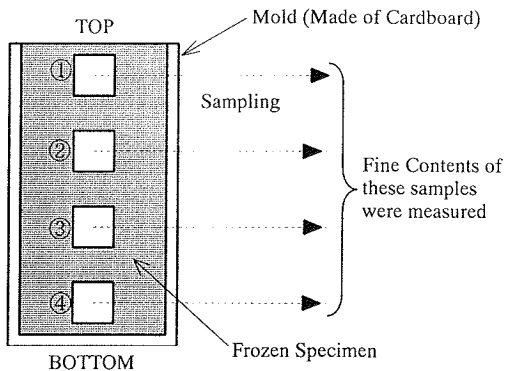 TOP
Mold (Made of Cardboard)
①
Sampling
②
Fine Contents of
these samples
were measured
③
④
Frozen Specimen
BOTTOM